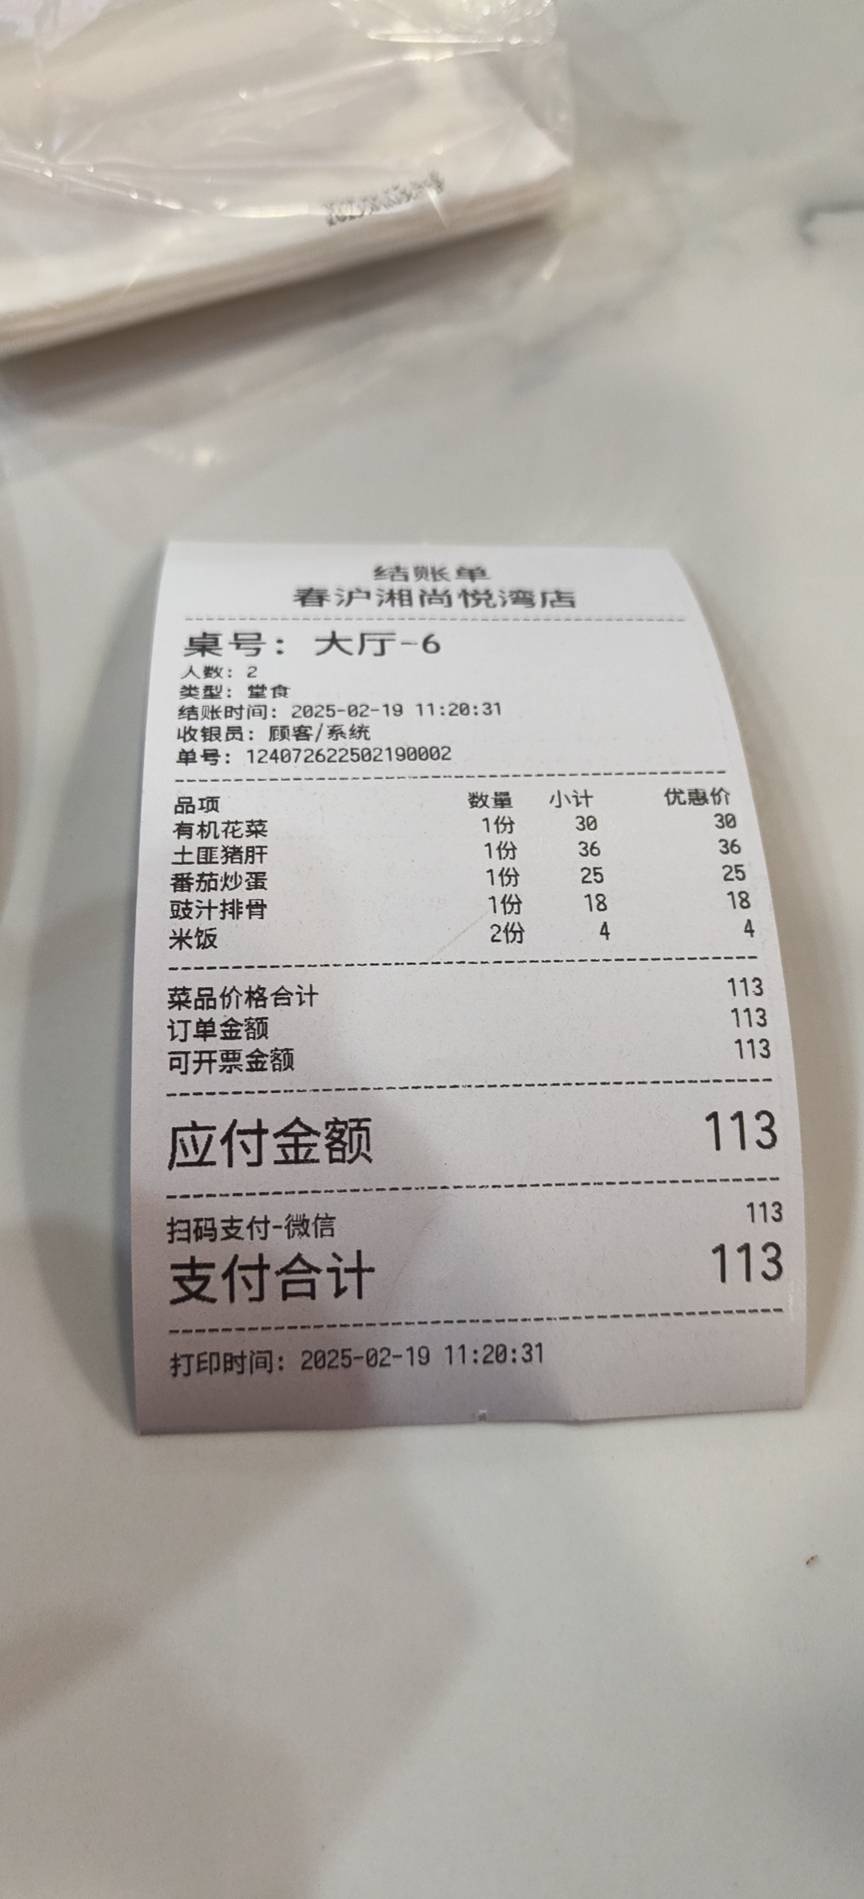 结账单
春沪湘尚悦湾店
桌号：大厅-6
人数：2
类型：堂食
结账时间：2025-02-19 11:20:31
收银员：顾客/系统
单号：124072622502190002
品项 数量 小计 优惠价
有机花菜 1份 30 30
土匪猪肝 1份 36 36
番茄炒蛋 1份 25 25
豉汁排骨 1份 18 18
米饭 2份 4 4
菜品价格合计 113
订单金额 113
可开票金额 113
应付金额 113
扫码支付-微信 113
支付合计 113
打印时间：2025-02-19 11:20:31